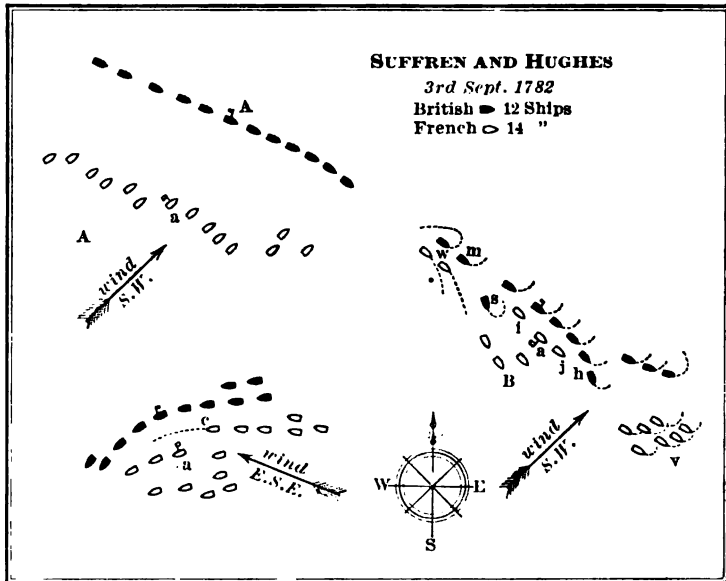 SUFFREN AND HUGHES
3rd Sept. 1782
British 12 Ships
French 14 "
A
a
A
wind
S.W.
w
m
s
i
a
j
h
B
wind
S.W.
v
c
a
wind
E.S.E.
W
E
S